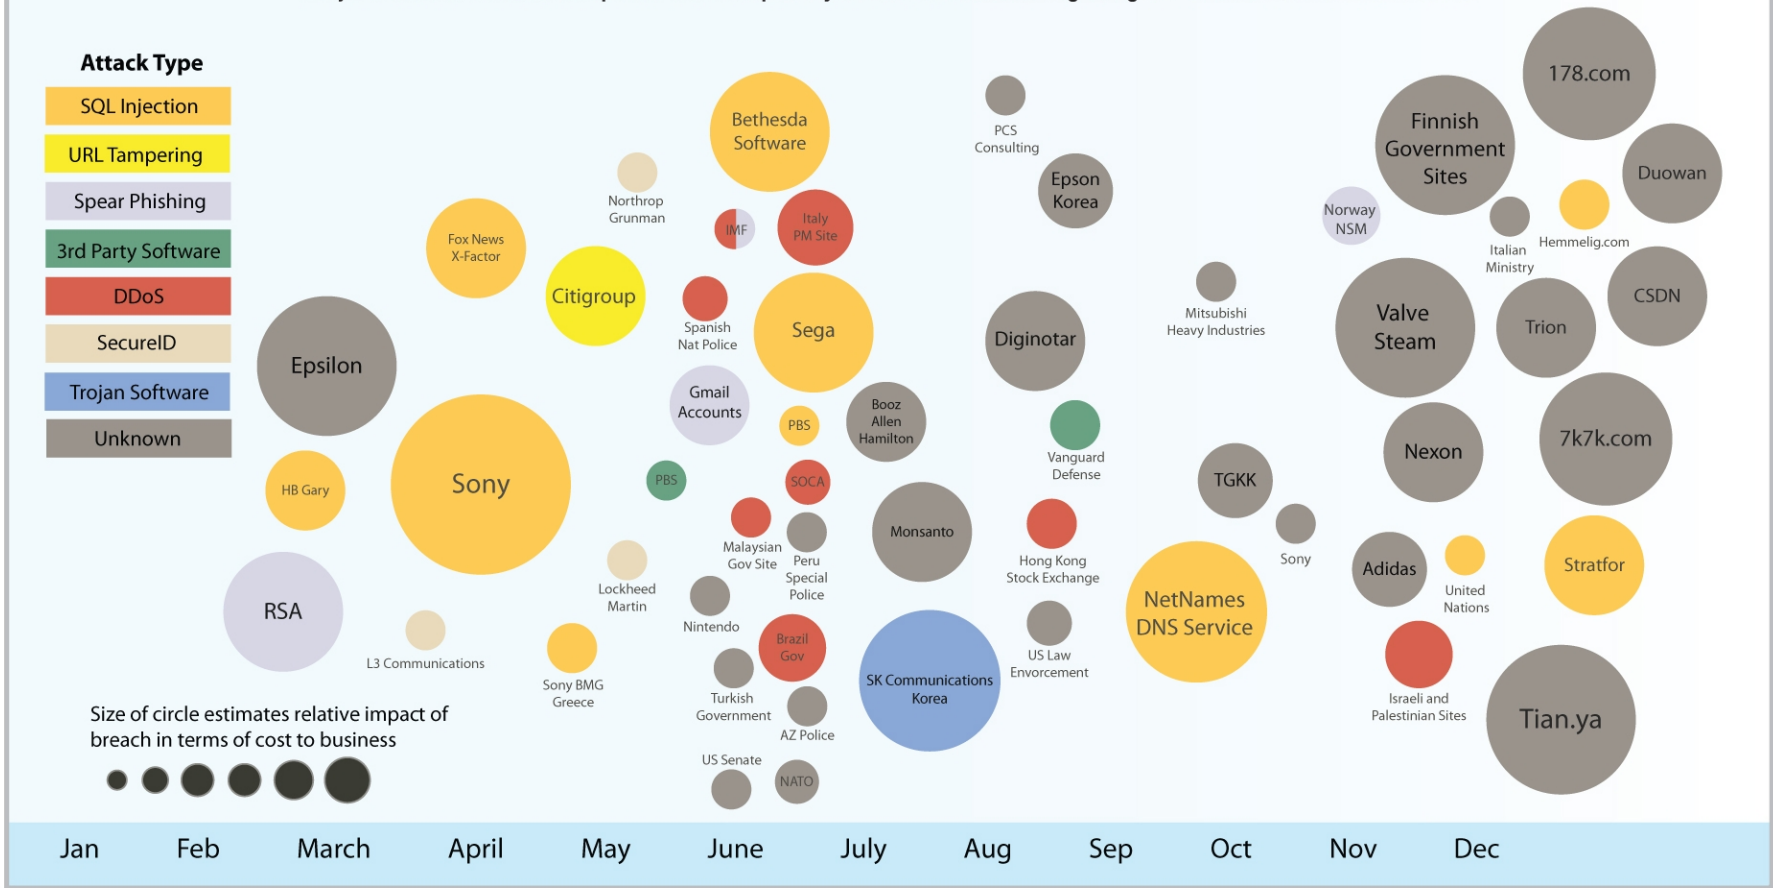 Attack Type
SQL Injection
URL Tampering
Spear Phishing
3rd Party Software
DDoS
SecureID
Trojan Software
Unknown
Epsilon
HB Gary
RSA
Fox News
X-Factor
Sony
L3 Communications
Citigroup
Northrop
Grunman
Lockheed
Martin
Sony BMG
Greece
PBS
Bethesda
Software
IMF
Italy
PM Site
Spanish
Nat Police
Sega
Gmail
Accounts
PBS
SOCA
Malaysian
Gov Site
Peru
Special
Police
Nintendo
Brazil
Gov
Turkish
Government
AZ Police
US Senate
NATO
Booz
Allen
Hamilton
Monsanto
SK Communications
Korea
PCS
Consulting
Epson
Korea
Diginotar
Vanguard
Defense
Hong Kong
Stock Exchange
US Law
Envorcement
Mitsubishi
Heavy Industries
TGKK
Sony
NetNames
DNS Service
178.com
Finnish
Government
Sites
Duowan
Norway
NSM
Italian
Ministry
Hemmelig.com
Valve
Steam
Trion
CSDN
Nexon
7k7k.com
Adidas
United
Nations
Stratfor
Israeli and
Palestinian Sites
Tian.ya
Size of circle estimates relative impact of
breach in terms of cost to business
Jan Feb March April May June July Aug Sep Oct Nov Dec